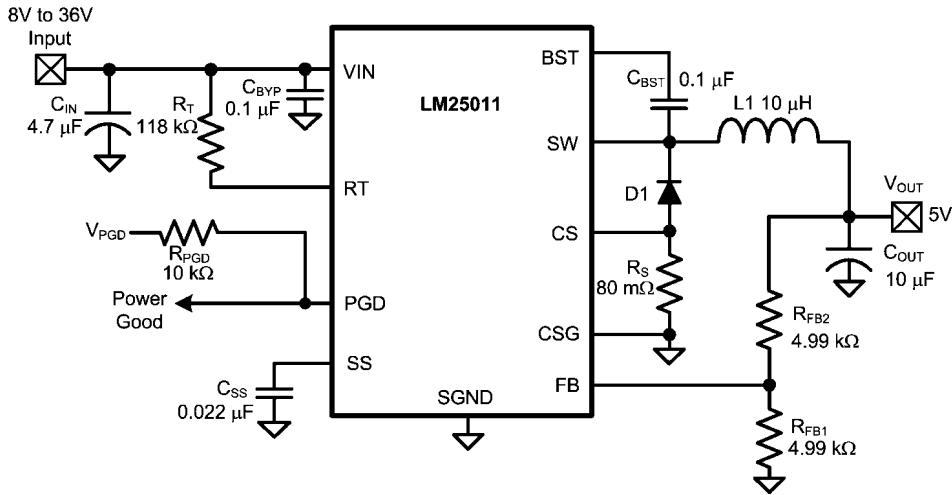 8V to 36V
Input
VIN
BST
C_BYP
0.1 μF
C_BST 0.1 μF
LM25011
L1 10 μH
C_IN
4.7 μF
R_T
118 kΩ
SW
RT
D1
V_OUT
5V
V_PGD
CS
R_PGD
10 kΩ
R_S
80 mΩ
C_OUT
10 μF
Power
Good
PGD
CSG
R_FB2
4.99 kΩ
SS
FB
C_SS
0.022 μF
SGND
R_FB1
4.99 kΩ